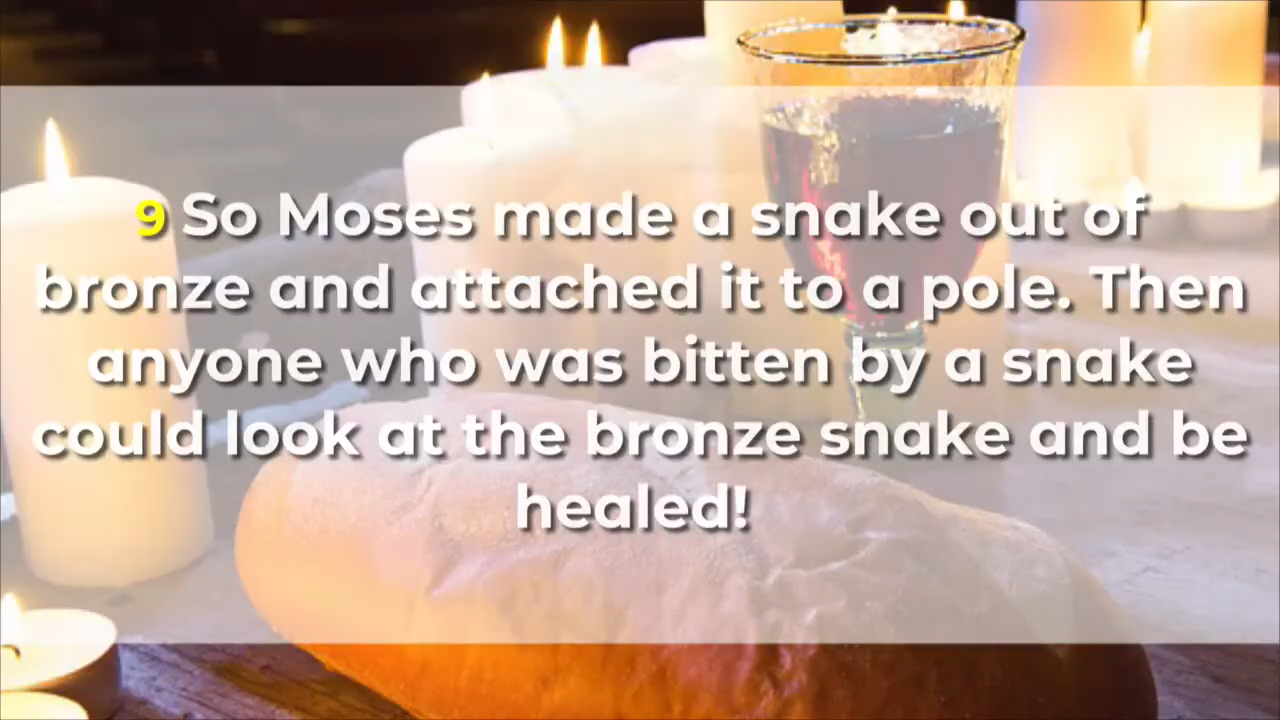 9 So Moses made a snake out of
bronze and attached it to a pole. Then
anyone who was bitten by a snake
could look at the bronze snake and be
healed!